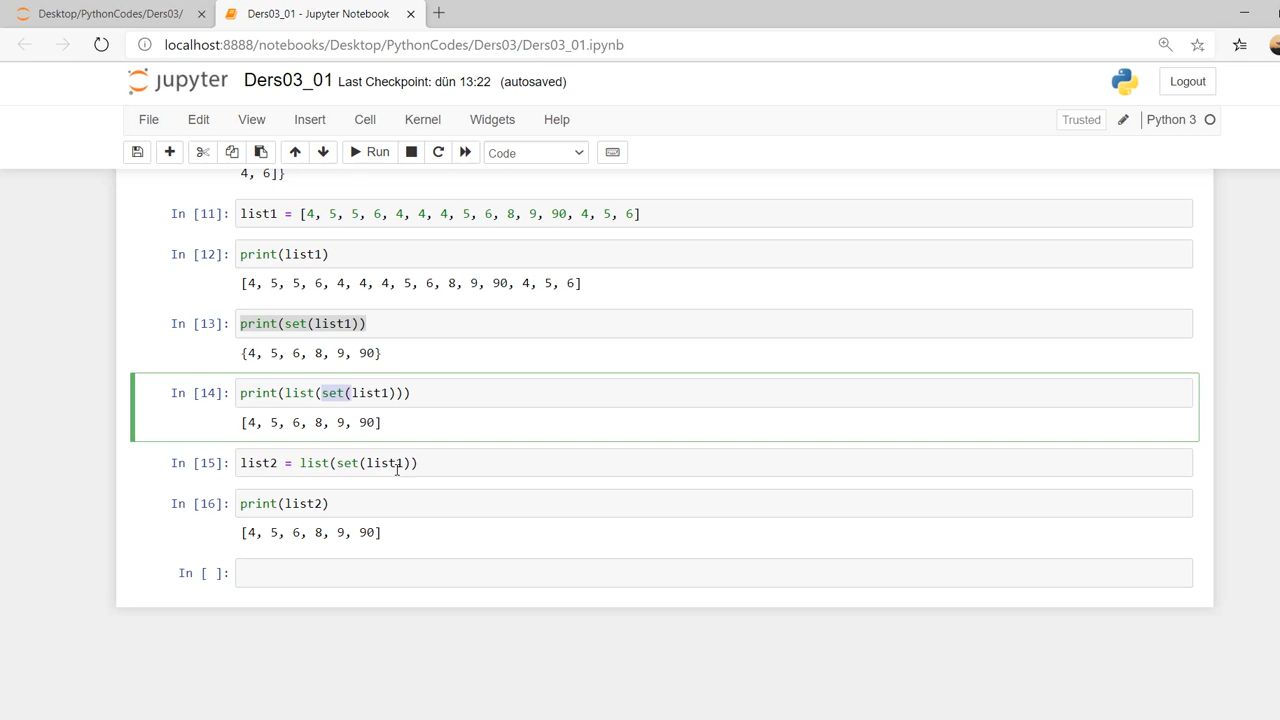 Desktop/PythonCodes/Ders03/
Ders03_01 - Jupyter Notebook
localhost:8888/notebooks/Desktop/PythonCodes/Ders03/Ders03_01.ipynb
jupyter Ders03_01 Last Checkpoint: dün 13:22 (autosaved)
Logout
File Edit View Insert Cell Kernel Widgets Help
Trusted
Python 3
Run
Code
4, 6]}
In [11]: list1 = [4, 5, 5, 6, 4, 4, 4, 5, 6, 8, 9, 90, 4, 5, 6]
In [12]: print(list1)
[4, 5, 5, 6, 4, 4, 4, 5, 6, 8, 9, 90, 4, 5, 6]
In [13]: print(set(list1))
{4, 5, 6, 8, 9, 90}
In [14]: print(list(set(list1)))
[4, 5, 6, 8, 9, 90]
In [15]: list2 = list(set(list1))
In [16]: print(list2)
[4, 5, 6, 8, 9, 90]
In [ ]: